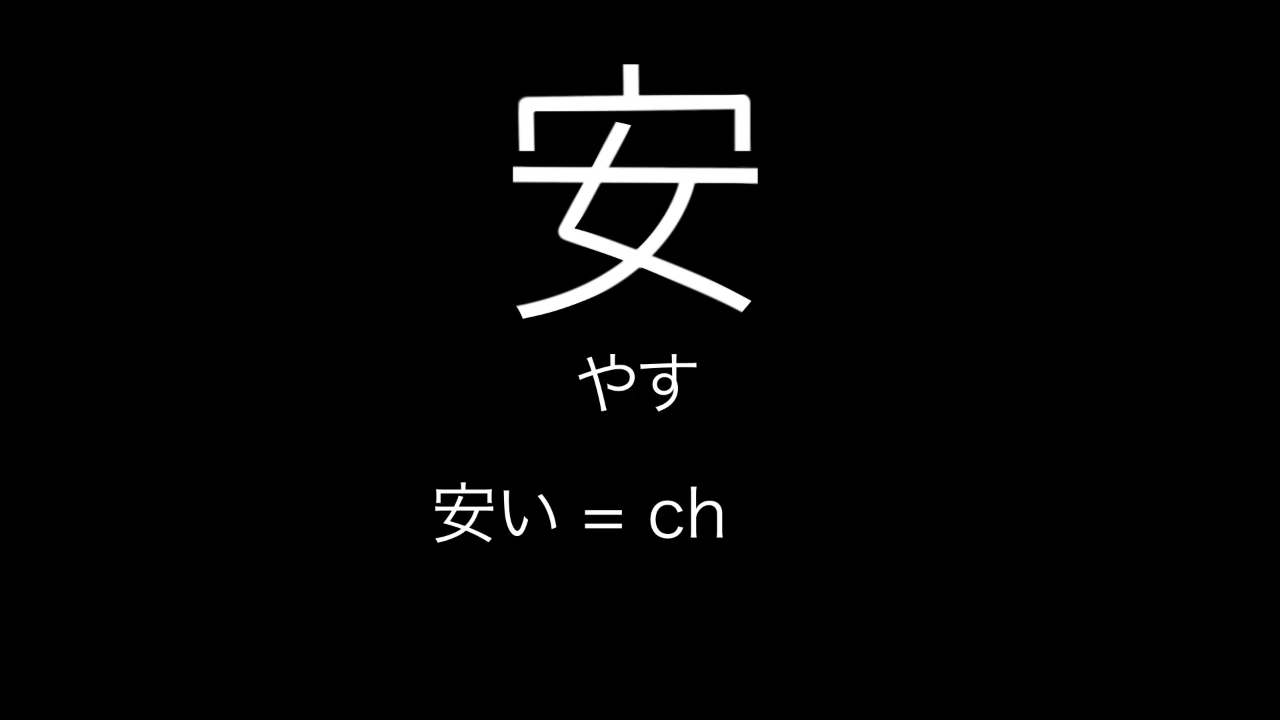 安
やす
安い = ch